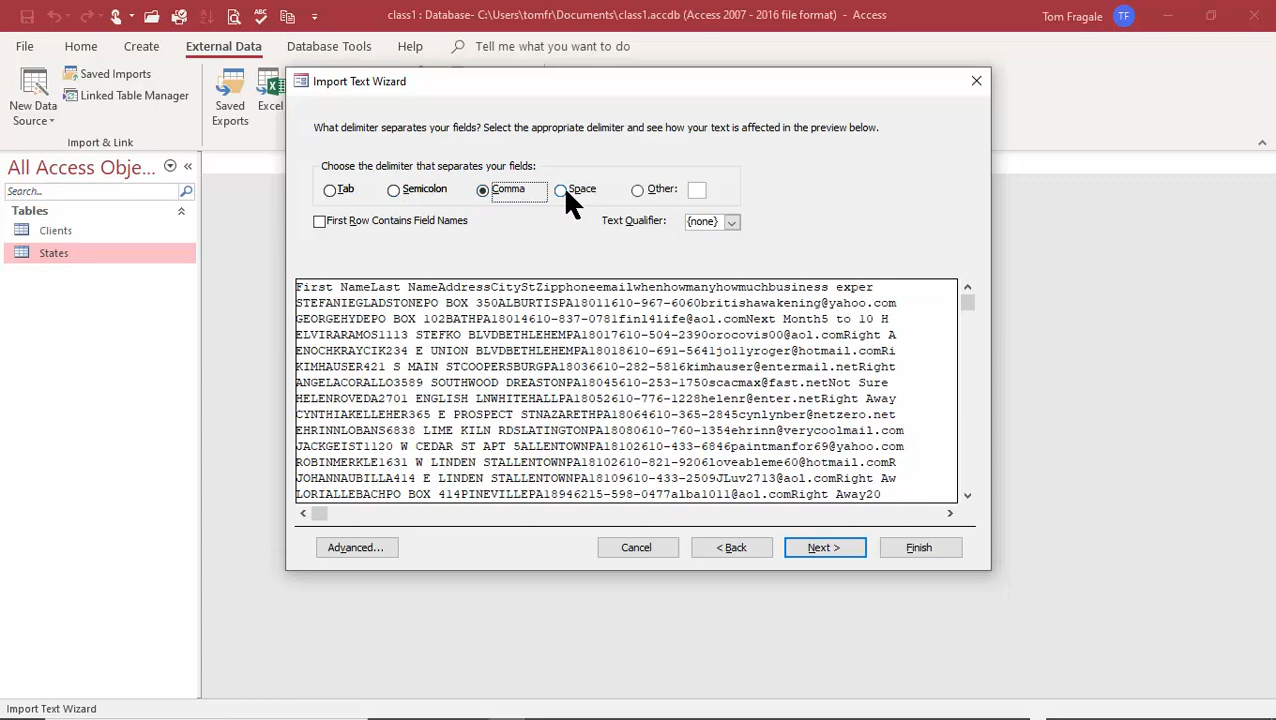 class1 : Database- C:\Users\tomfr\Documents\class1.accdb (Access 2007 - 2016 file format) - Access
Tom Fragale
TF
File
Home
Create
External Data
Database Tools
Help
Tell me what you want to do
New Data
Source
Saved Imports
Linked Table Manager
Import & Link
Saved
Exports
Excel
All Access Obje...
Search...
Tables
Clients
States
Import Text Wizard
What delimiter separates your fields? Select the appropriate delimiter and see how your text is affected in the preview below.
Choose the delimiter that separates your fields:
Tab
Semicolon
Comma
Space
Other:
First Row Contains Field Names
Text Qualifier:
{none}
First NameLast NameAddressCityStZipphoneemailwhenhowmanyhowmuchbusiness exper
STEFANIEGLADSTONEPO BOX 350ALBURTISPA18011610-967-6060britishawakening@yahoo.com
GEORGEHYDEPO BOX 102BATHPA18014610-837-0781fin14life@aol.comNext Month5 to 10 H
ELVIRARAMOS1113 STEFKO BLVDBETHLEHEMPA18017610-504-2390orocovis00@aol.comRight A
ENOCHKRAYCIK234 E UNION BLVDBETHLEHEMPA18018610-691-5641jollyroger@hotmail.comRi
KIMHAUSER421 S MAIN STCOOPERSBURGPA18036610-282-5816kimhauser@entermail.netRight
ANGELACORALLO3589 SOUTHWOOD DREASTONPA18045610-253-1750scacmax@fast.netNot Sure
HELENROVEDA2701 ENGLISH LNWHITEHALLPA18052610-776-1228helenr@enter.netRight Away
CYNTHIAKELLEHER365 E PROSPECT STNAZARETHPA18064610-365-2845cynlynber@netzero.net
EHRINNLOBANS6838 LIME KILN RDSLATINGTONPA18080610-760-1354ehrinn@verycoolmail.com
JACKGEIST1120 W CEDAR ST APT 5ALLENTOWNPA18102610-433-6846paintmanfor69@yahoo.com
ROBINMERKLE1631 W LINDEN STALLENTOWNPA18102610-821-9206loveableme60@hotmail.comR
JOHANNAUBILLA414 E LINDEN STALLENTOWNPA18109610-433-2509JLuv2713@aol.comRight Aw
LORIALLEBACHPO BOX 414PINEVILLEPA18946215-598-0477alba1011@aol.comRight Away20
Advanced...
Cancel
< Back
Next >
Finish
Import Text Wizard